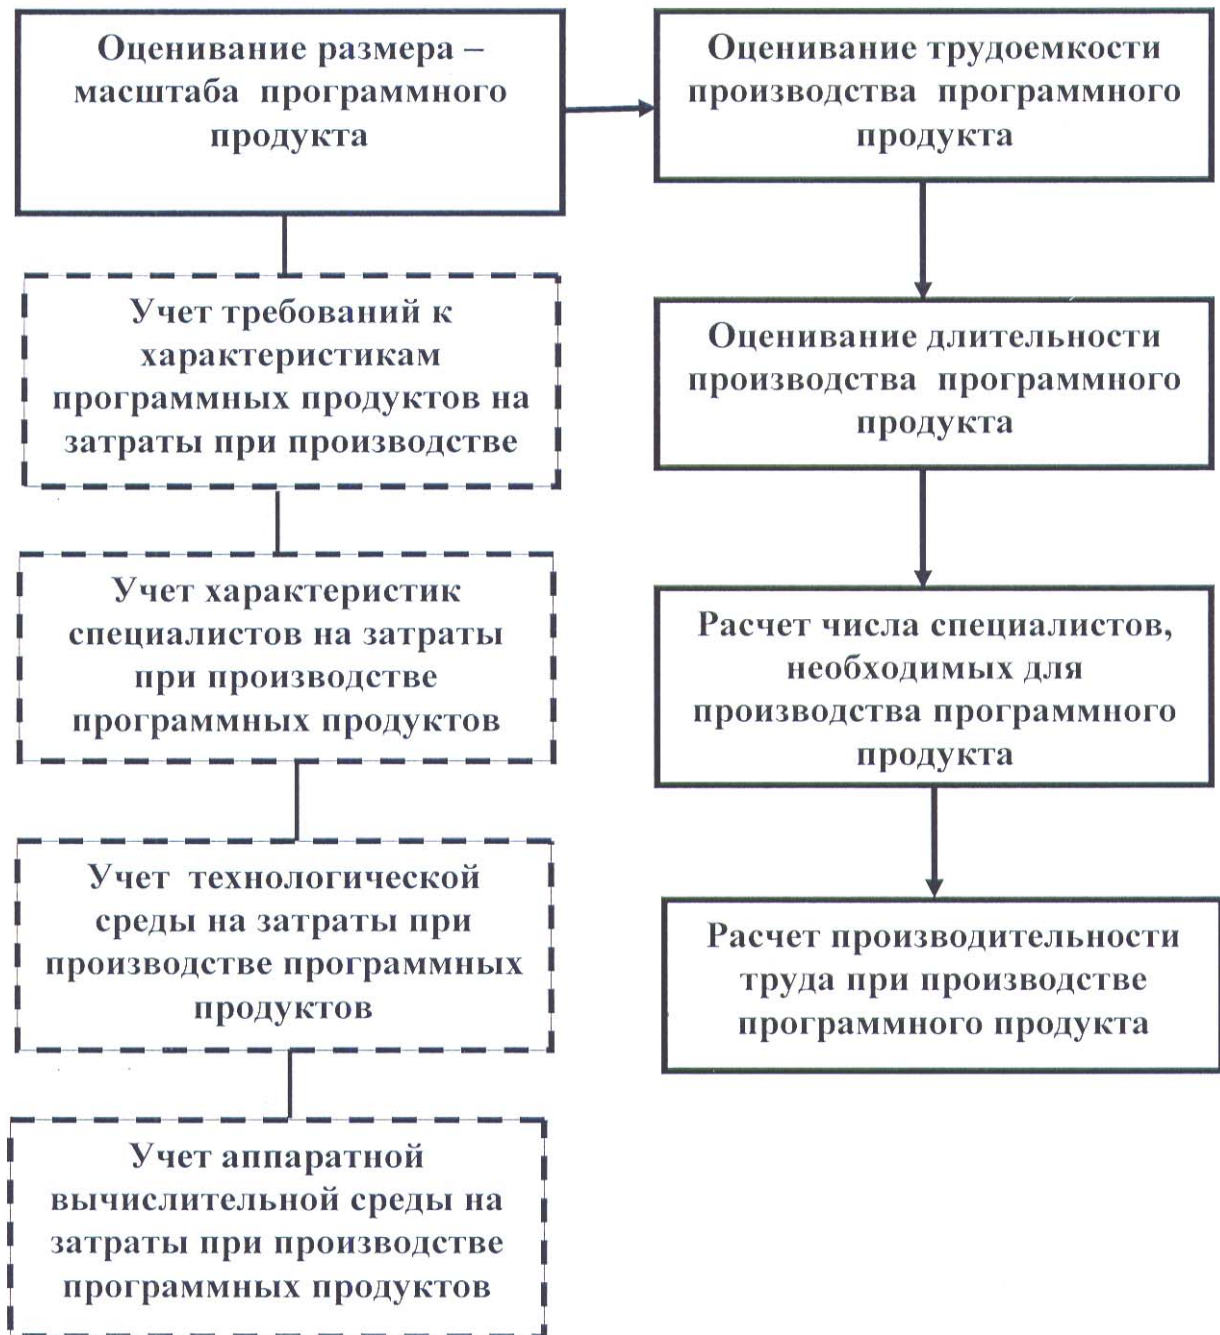 Оценивание размера –
масштаба программного
продукта
Оценивание трудоемкости
производства программного
продукта
Учет требований к
характеристикам
программных продуктов на
затраты при производстве
Оценивание длительности
производства программного
продукта
Учет характеристик
специалистов на затраты
при производстве
программных продуктов
Расчет числа специалистов,
необходимых для
производства программного
продукта
Учет технологической
среды на затраты при
производстве программных
продуктов
Расчет производительности
труда при производстве
программного продукта
Учет аппаратной
вычислительной среды на
затраты при производстве
программных продуктов